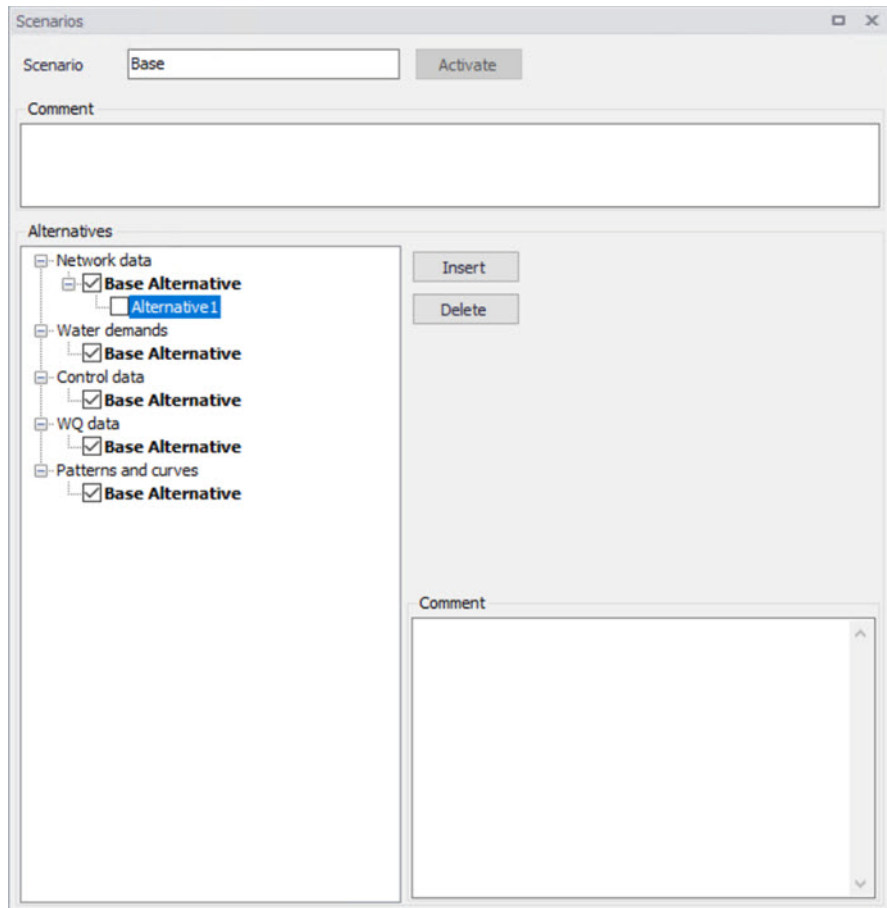 Scenarios
Scenario Base Activate
Comment
Alternatives
Network data
Base Alternative
Alternative1
Water demands
Base Alternative
Control data
Base Alternative
WQ data
Base Alternative
Patterns and curves
Base Alternative
Insert
Delete
Comment